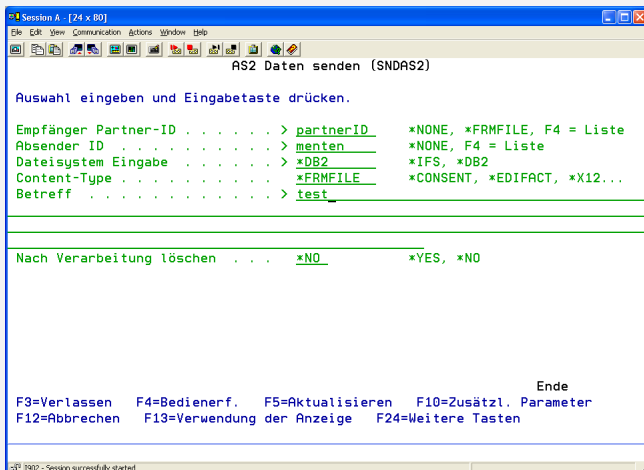 Session A - [24 x 80]
File Edit View Communication Actions Window Help
AS2 Daten senden (SNDAS2)
Auswahl eingeben und Eingabetaste drücken.
Empfänger Partner-ID . . . . . . > partnerID *NONE, *FRMFILE, F4 = Liste
Absender ID . . . . . . . . . . > menten *NONE, F4 = Liste
Dateisystem Eingabe . . . . . . > *DB2 *IFS, *DB2
Content-Type . . . . . . . . . . *FRMFILE *CONSENT, *EDIFACT, *X12...
Betreff . . . . . . . . . . . . > test_
Nach Verarbeitung löschen . . . *NO *YES, *NO
Ende
F3=Verlassen F4=Bedienerf. F5=Aktualisieren F10=Zusätzl. Parameter
F12=Abbrechen F13=Verwendung der Anzeige F24=Weitere Tasten
I902 - Session successfully started